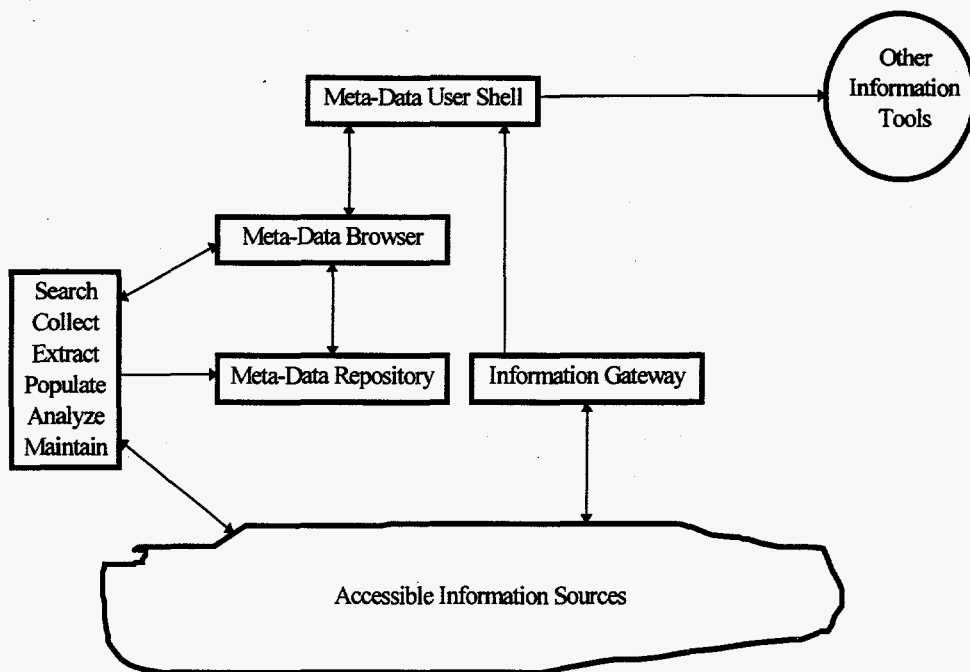 Other
Information
Tools
Meta-Data User Shell
Meta-Data Browser
Search
Collect
Extract
Populate
Analyze
Maintain
Meta-Data Repository
Information Gateway
Accessible Information Sources